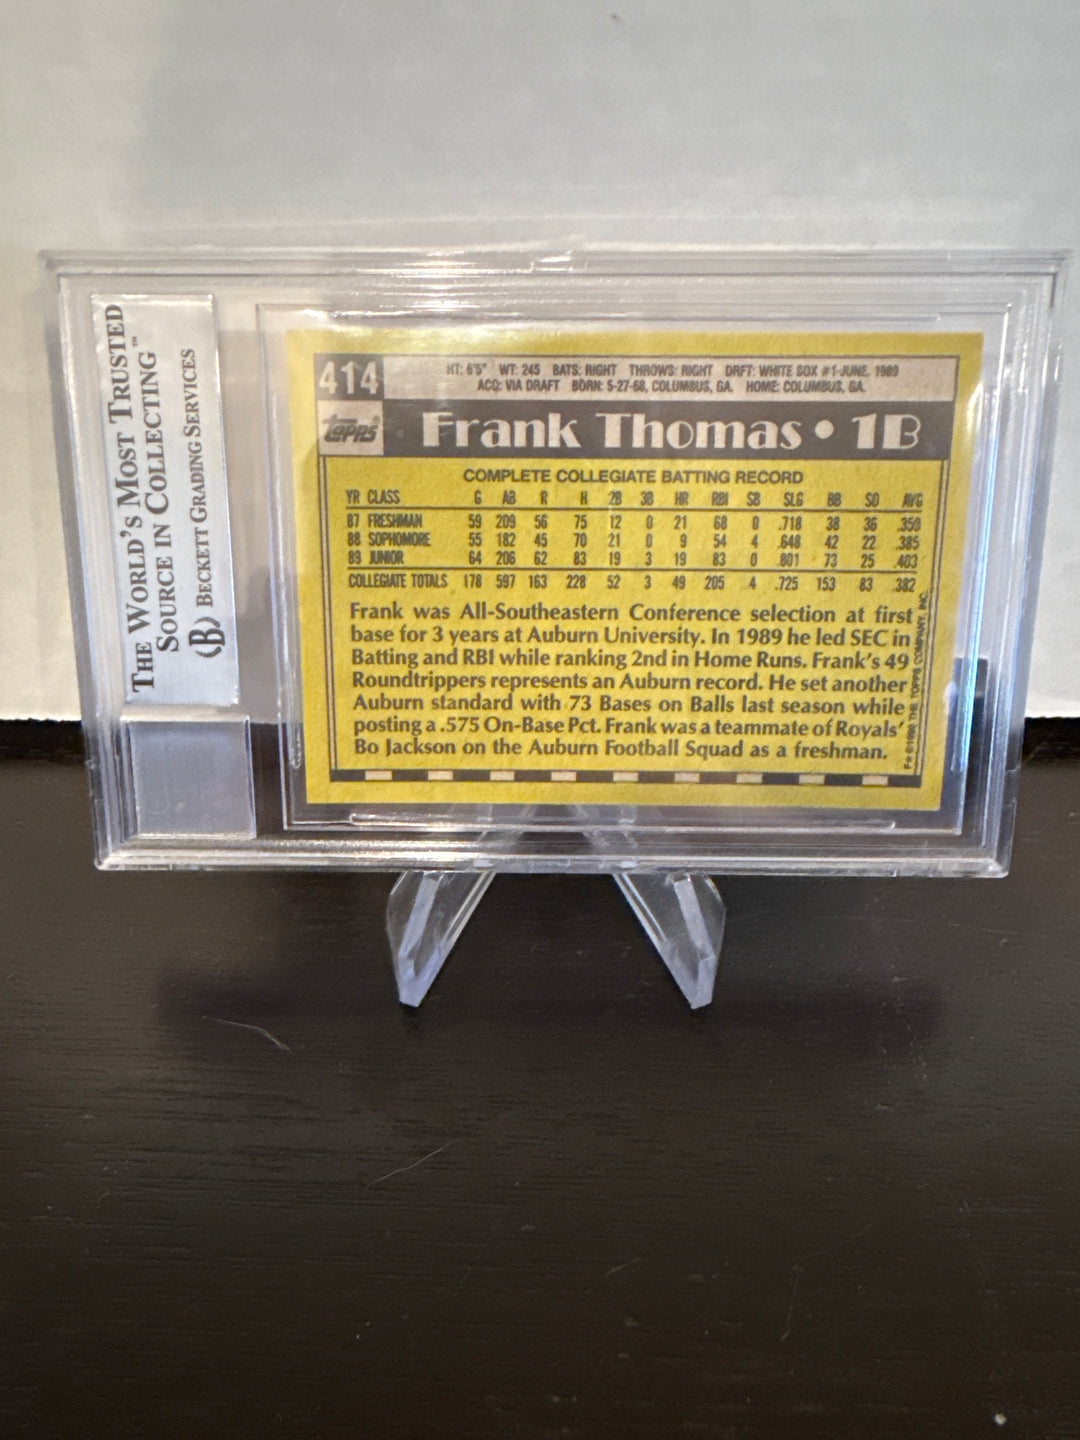 THE WORLD'S MOST TRUSTED
SOURCE IN COLLECTING™
BECKETT GRADING SERVICES
B
414
HT: 6'5" WT: 245 BATS: RIGHT THROWS: RIGHT DRFT: WHITE SOX #1-JUNE, 1989
ACQ: VIA DRAFT BORN: 5-27-68, COLUMBUS, GA. HOME: COLUMBUS, GA.
TOPPS
Frank Thomas • 1B
COMPLETE COLLEGIATE BATTING RECORD
YR CLASS G AB R H 2B 3B HR RBI SB SLG BB SO AVG
87 FRESHMAN 59 209 56 75 12 0 21 68 0 .718 38 36 .359
88 SOPHOMORE 55 182 45 70 21 0 9 54 4 .648 42 22 .385
89 JUNIOR 64 206 62 83 19 3 19 83 0 .801 73 25 .403
COLLEGIATE TOTALS 178 597 163 228 52 3 49 205 4 .725 153 83 .382
Frank was All-Southeastern Conference selection at first
base for 3 years at Auburn University. In 1989 he led SEC in
Batting and RBI while ranking 2nd in Home Runs. Frank's 49
Roundtrippers represents an Auburn record. He set another
Auburn standard with 73 Bases on Balls last season while
posting a .575 On-Base Pct. Frank was a teammate of Royals'
Bo Jackson on the Auburn Football Squad as a freshman.
F* ©1990 THE TOPPS COMPANY, INC.